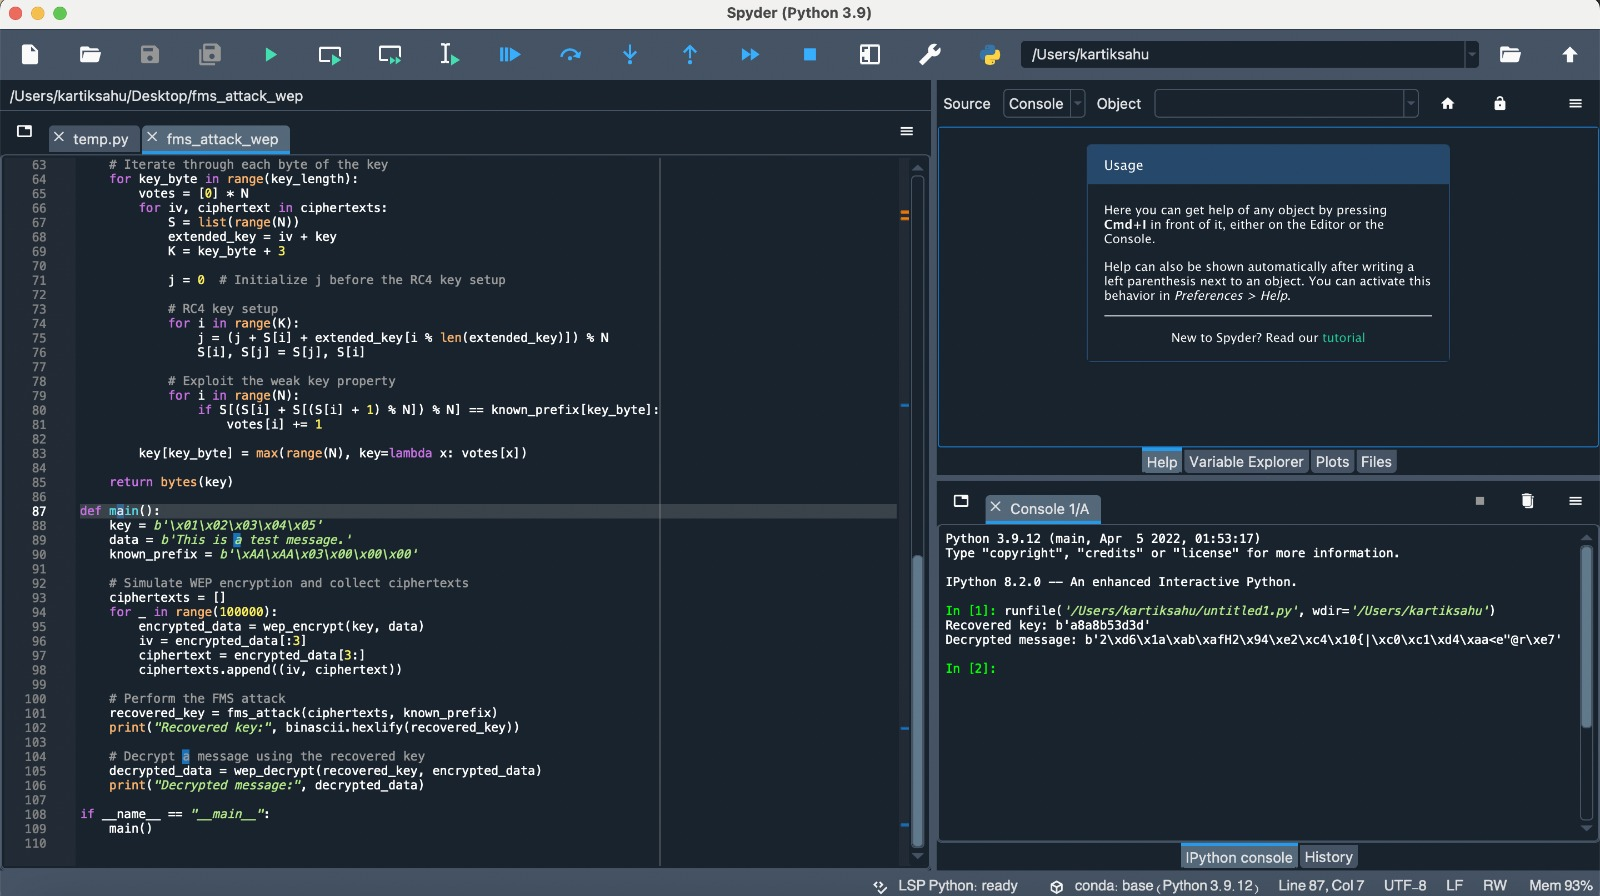 Spyder (Python 3.9)
/Users/kartiksahu
/Users/kartiksahu/Desktop/fms_attack_wep
temp.py
fms_attack_wep
63     # Iterate through each byte of the key
64     for key_byte in range(key_length):
65         votes = [0] * N
66         for iv, ciphertext in ciphertexts:
67             S = list(range(N))
68             extended_key = iv + key
69             K = key_byte + 3
70
71             j = 0  # Initialize j before the RC4 key setup
72
73             # RC4 key setup
74             for i in range(K):
75                 j = (j + S[i] + extended_key[i % len(extended_key)]) % N
76                 S[i], S[j] = S[j], S[i]
77
78             # Exploit the weak key property
79             for i in range(N):
80                 if S[(S[i] + S[(S[i] + 1) % N]) % N] == known_prefix[key_byte]:
81                     votes[i] += 1
82
83         key[key_byte] = max(range(N), key=lambda x: votes[x])
84
85     return bytes(key)
86
87 def main():
88     key = b'\x01\x02\x03\x04\x05'
89     data = b'This is a test message.'
90     known_prefix = b'\xAA\xAA\x03\x00\x00\x00'
91
92     # Simulate WEP encryption and collect ciphertexts
93     ciphertexts = []
94     for _ in range(100000):
95         encrypted_data = wep_encrypt(key, data)
96         iv = encrypted_data[:3]
97         ciphertext = encrypted_data[3:]
98         ciphertexts.append((iv, ciphertext))
99
100     # Perform the FMS attack
101     recovered_key = fms_attack(ciphertexts, known_prefix)
102     print("Recovered key:", binascii.hexlify(recovered_key))
103
104     # Decrypt a message using the recovered key
105     decrypted_data = wep_decrypt(recovered_key, encrypted_data)
106     print("Decrypted message:", decrypted_data)
107
108 if __name__ == "__main__":
109     main()
110
Source Console Object
Usage
Here you can get help of any object by pressing
Cmd+I in front of it, either on the Editor or the
Console.
Help can also be shown automatically after writing a
left parenthesis next to an object. You can activate this
behavior in Preferences > Help.
New to Spyder? Read our tutorial
Help Variable Explorer Plots Files
Console 1/A
Python 3.9.12 (main, Apr  5 2022, 01:53:17)
Type "copyright", "credits" or "license" for more information.
IPython 8.2.0 -- An enhanced Interactive Python.
In [1]: runfile('/Users/kartiksahu/untitled1.py', wdir='/Users/kartiksahu')
Recovered key: b'a8a8b53d3d'
Decrypted message: b'2\xd6\x1a\xab\xafH2\x94\xe2\xc4\x10{|\xc0\xc1\xd4\xaa<e"@r\xe7'
In [2]:
IPython console History
LSP Python: ready conda: base (Python 3.9.12) Line 87, Col 7 UTF-8 LF RW Mem 93%